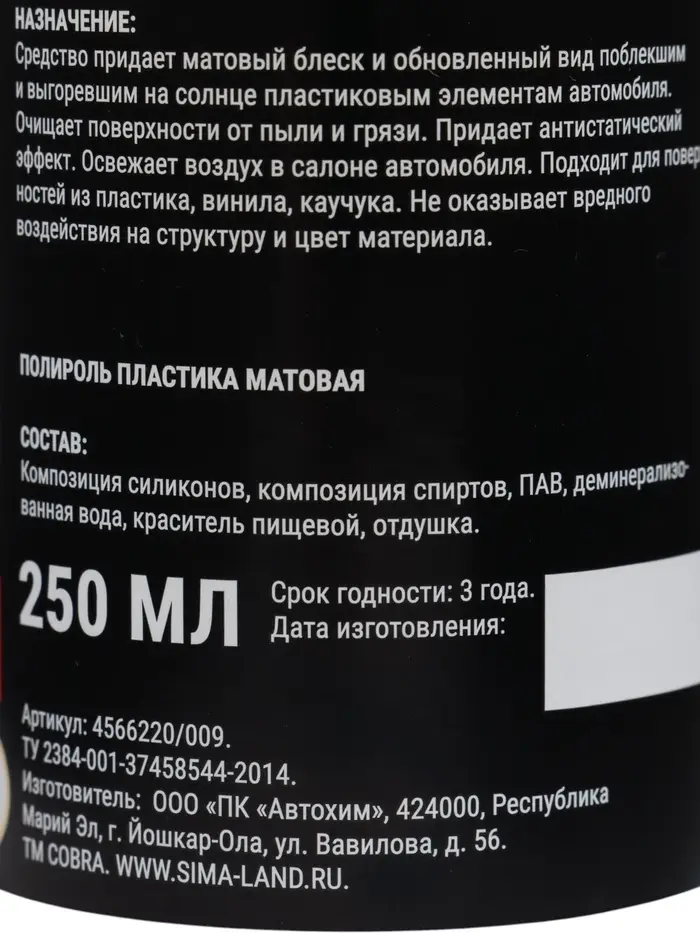 НАЗНАЧЕНИЕ:
Средство придает матовый блеск и обновленный вид поблекшим
и выгоревшим на солнце пластиковым элементам автомобиля.
Очищает поверхности от пыли и грязи. Придает антистатический
эффект. Освежает воздух в салоне автомобиля. Подходит для повер
ностей из пластика, винила, каучука. Не оказывает вредного
воздействия на структуру и цвет материала.
ПОЛИРОЛЬ ПЛАСТИКА МАТОВАЯ
СОСТАВ:
Композиция силиконов, композиция спиртов, ПАВ, деминерализо-
ванная вода, краситель пищевой, отдушка.
250 МЛ
Срок годности: 3 года.
Дата изготовления:
Артикул: 4566220/009.
ТУ 2384-001-37458544-2014.
Изготовитель: ООО «ПК «Автохим», 424000, Республика
Марий Эл, г. Йошкар-Ола, ул. Вавилова, д. 56.
ТМ COBRA. WWW.SIMA-LAND.RU.